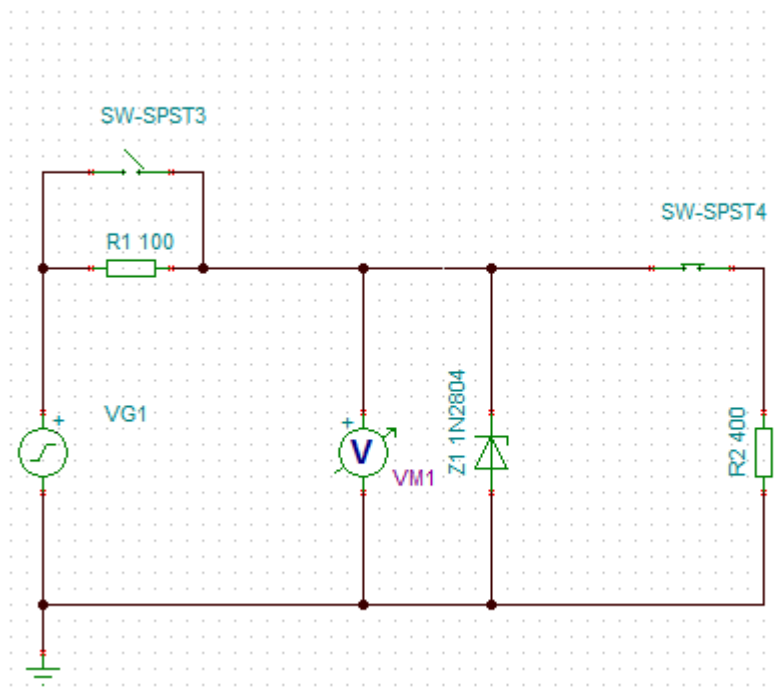 SW-SPST3
SW-SPST4
R1 100
VG1
+
+
V
VM1
Z1 1N2804
R2 400